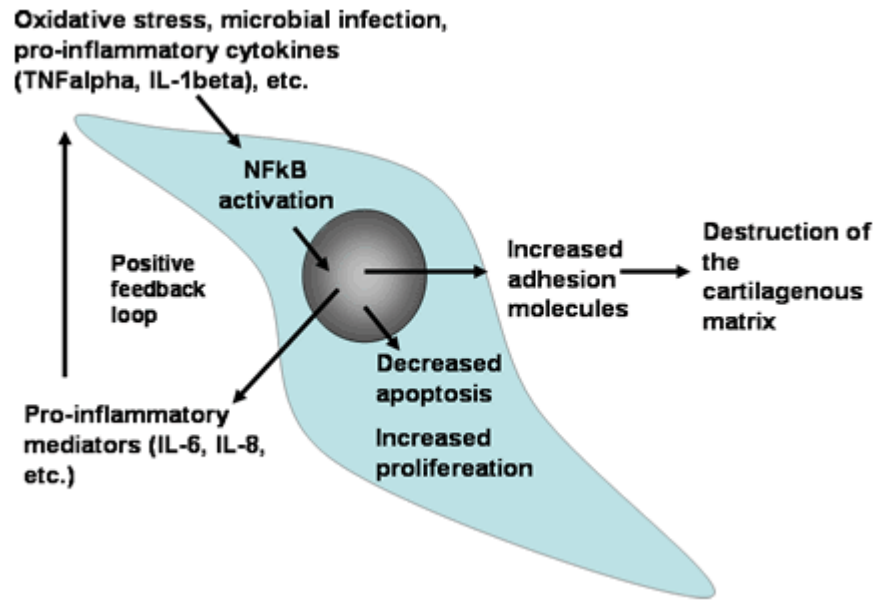 Oxidative stress, microbial infection,
pro-inflammatory cytokines
(TNFalpha, IL-1beta), etc.
NFkB
activation
Positive
feedback
loop
Increased
adhesion
molecules
Destruction of
the
cartilagenous
matrix
Decreased
apoptosis
Increased
prolifereation
Pro-inflammatory
mediators (IL-6, IL-8,
etc.)